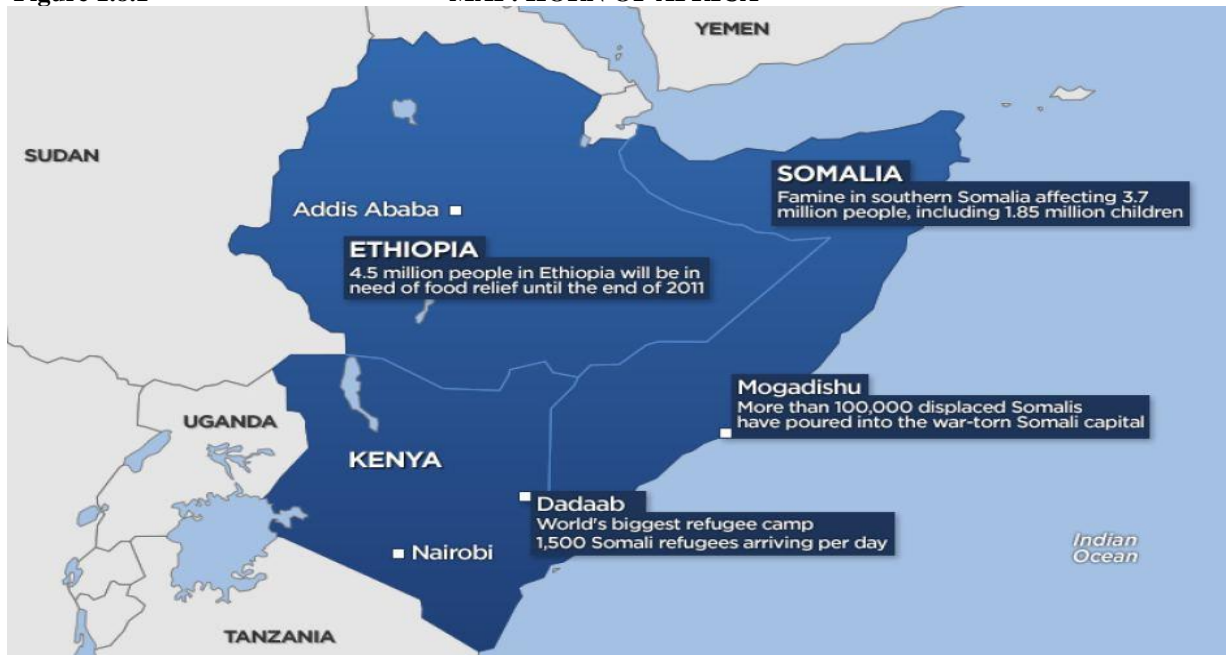 YEMEN
SUDAN
SOMALIA
Famine in southern Somalia affecting 3.7
million people, including 1.85 million children
Addis Ababa
ETHIOPIA
4.5 million people in Ethiopia will be in
need of food relief until the end of 2011
Mogadishu
More than 100,000 displaced Somalis
have poured into the war-torn Somali capital
UGANDA
KENYA
Dadaab
World's biggest refugee camp
1,500 Somali refugees arriving per day
Nairobi
Indian
Ocean
TANZANIA